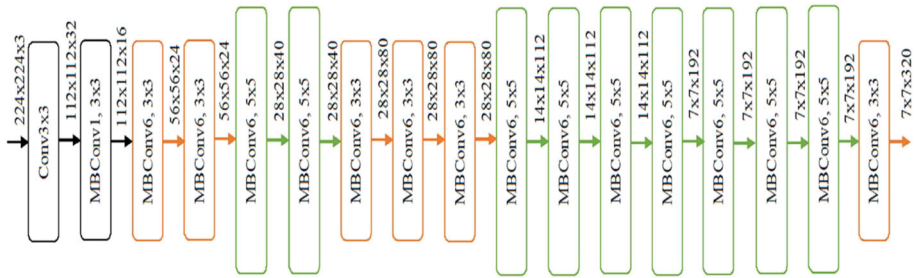 224x224x3
Conv3x3
112x112x32
MBConv1, 3x3
112x112x16
MBConv6, 3x3
56x56x24
MBConv6, 3x3
56x56x24
MBConv6, 5x5
28x28x40
MBConv6, 5x5
28x28x40
MBConv6, 3x3
28x28x80
MBConv6, 3x3
28x28x80
MBConv6, 3x3
28x28x80
MBConv6, 5x5
14x14x112
MBConv6, 5x5
14x14x112
MBConv6, 5x5
14x14x112
MBConv6, 5x5
7x7x192
MBConv6, 5x5
7x7x192
MBConv6, 5x5
7x7x192
MBConv6, 5x5
7x7x192
MBConv6, 3x3
7x7x320